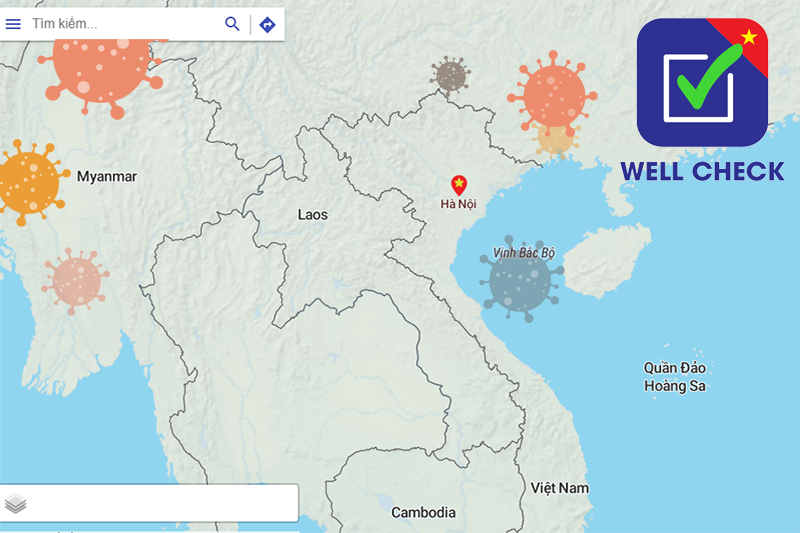 Tìm kiếm...
WELL CHECK
Myanmar
Hà Nội
Laos
Vịnh Bắc Bộ
Quần Đảo
Hoàng Sa
Việt Nam
Cambodia